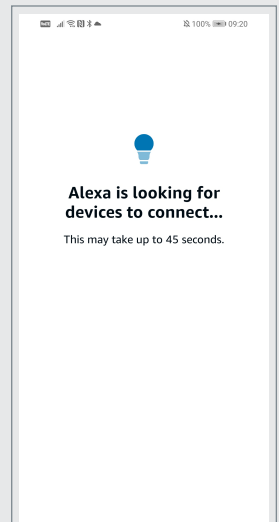 100% 09:20
Alexa is looking for
devices to connect...
This may take up to 45 seconds.